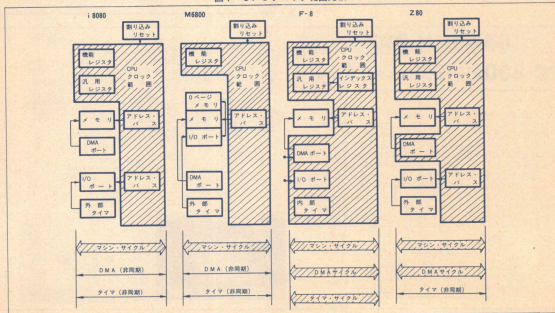 i 8080
割り込み
リセット
機能
レジスタ
CPU
クロック
範囲
汎用
レジスタ
メモリ
アドレス・
バス
DMA
ポート
I/O
ポート
アドレス・
バス
外部
タイマ
マシン・サイクル
DMA (非同期)
タイマ (非同期)
M6800
割り込み
リセット
機能
レジスタ
CPU
クロック
範囲
0ページ
メモリ
メモリ
I/Oポート
アドレス・
バス
DMA
ポート
外部
タイマ
マシン・サイクル
DMA (非同期)
タイマ (非同期)
F-8
割り込み
リセット
機能
レジスタ
CPU
クロック
範囲
汎用
レジスタ
インデックス
レジスタ
メモリ
アドレス・
バス
DMAポート
I/Oポート
内部
タイマ
マシン・サイクル
DMAサイクル
タイマ・サイクル
Z80
割り込み
リセット
機能
レジスタ
CPU
クロック
範囲
汎用
レジスタ
メモリ
アドレス・
バス
DMA
ポート
I/O
ポート
アドレス・
バス
外部
タイマ
マシン・サイクル
DMAサイクル
タイマ (非同期)